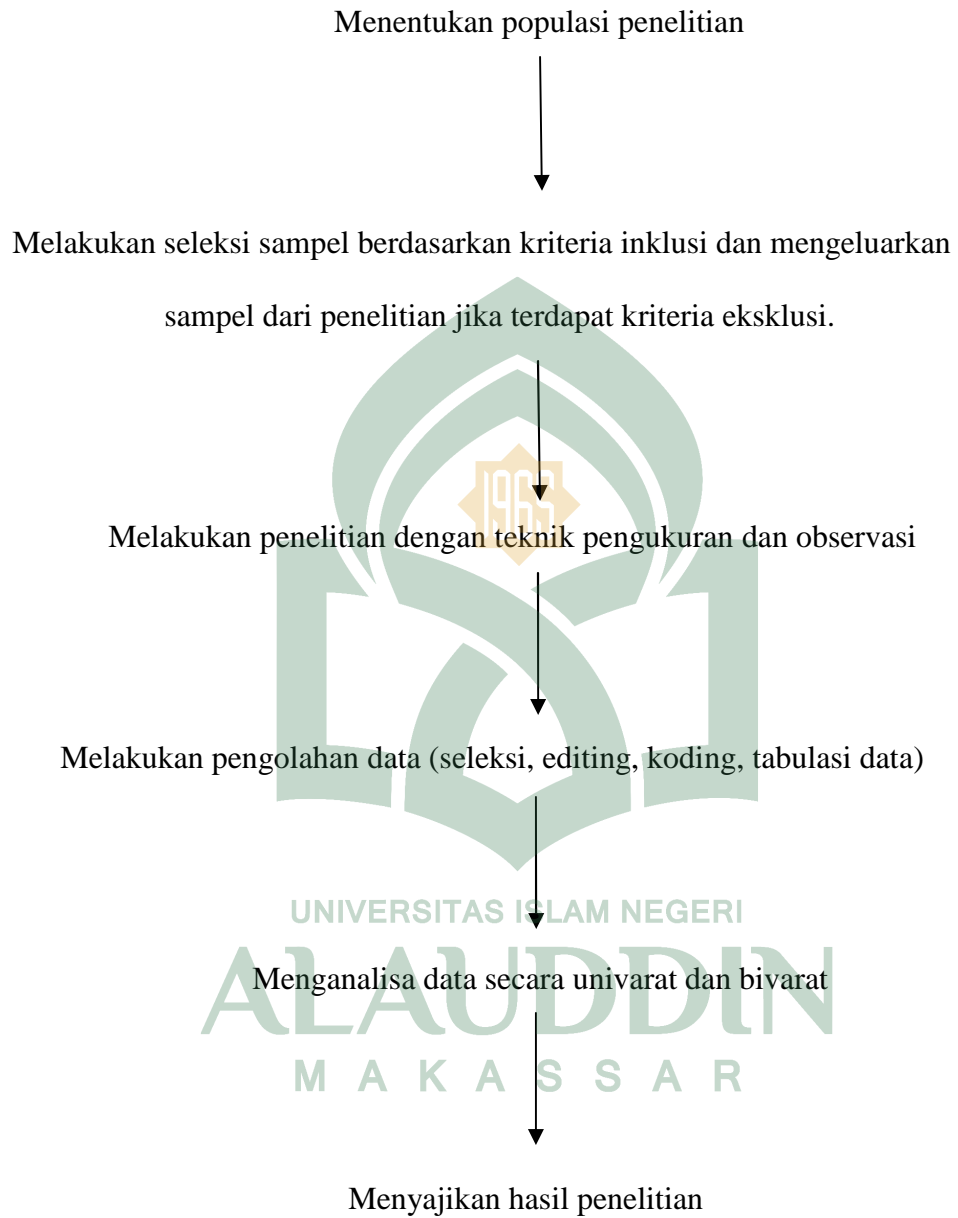 Menentukan populasi penelitian
Melakukan seleksi sampel berdasarkan kriteria inklusi dan mengeluarkan
sampel dari penelitian jika terdapat kriteria eksklusi.
1965
Melakukan penelitian dengan teknik pengukuran dan observasi
Melakukan pengolahan data (seleksi, editing, koding, tabulasi data)
UNIVERSITAS ISLAM NEGERI
Menganalisa data secara univarat dan bivarat
ALAUDDIN
MAKASSAR
Menyajikan hasil penelitian